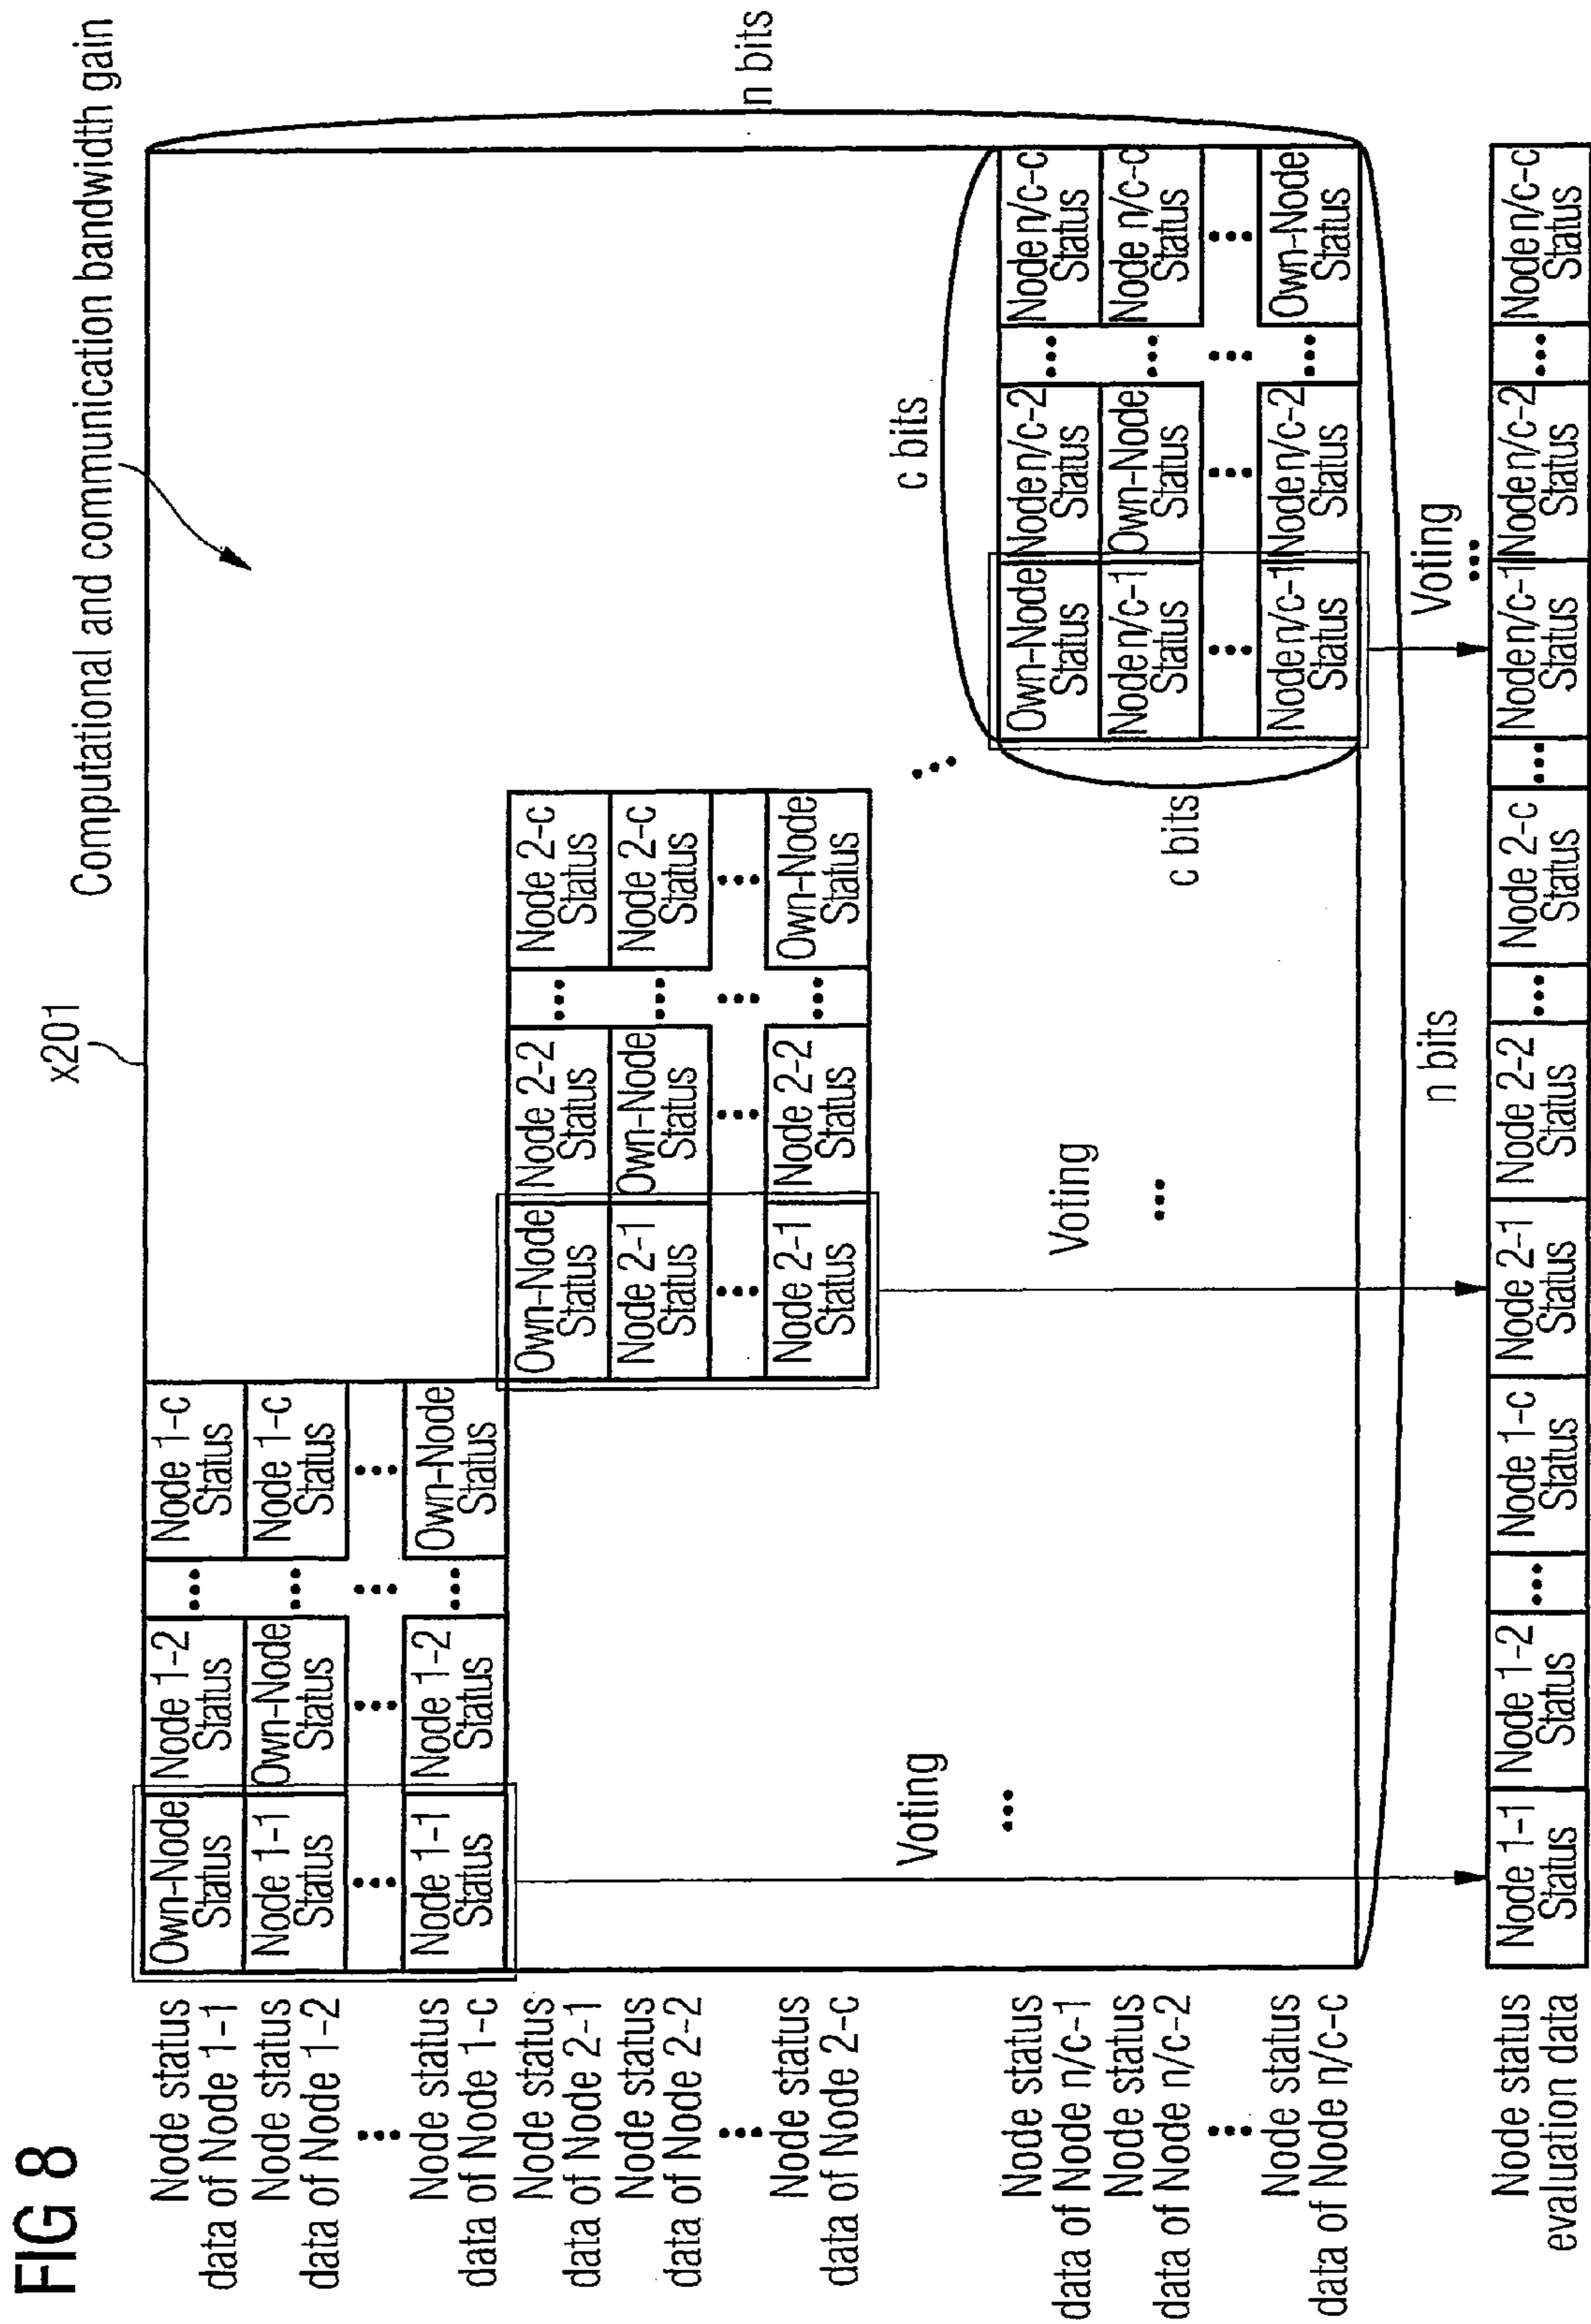 FIG 8
x201
Computational and communication bandwidth gain
Node status
data of Node 1-1
Own-Node
Status
Node 1-2
Status
...
Node 1-c
Status
Node status
data of Node 1-2
Node 1-1
Status
Own-Node
Status
...
Node 1-c
Status
...
...
...
...
...
Node status
data of Node 1-c
Node 1-1
Status
Node 1-2
Status
...
Own-Node
Status
Node status
data of Node 2-1
Own-Node
Status
Node 2-2
Status
...
Node 2-c
Status
Node status
data of Node 2-2
Node 2-1
Status
Own-Node
Status
...
Node 2-c
Status
n bits
...
...
...
...
...
Node status
data of Node 2-c
Node 2-1
Status
Node 2-2
Status
...
Own-Node
Status
Voting
...
...
c bits
Node status
data of Node n/c-1
Own-Node
Status
Node n/c-2
Status
...
Node n/c-c
Status
Voting
...
Node status
data of Node n/c-2
Node n/c-1
Status
Own-Node
Status
...
Node n/c-c
Status
c bits
...
...
...
...
...
Node status
data of Node n/c-c
Node n/c-1
Status
Node n/c-2
Status
...
Own-Node
Status
n bits
Voting
...
Node status
evaluation data
Node 1-1
Status
Node 1-2
Status
...
Node 1-c
Status
Node 2-1
Status
Node 2-2
Status
...
Node 2-c
Status
...
Node n/c-1
Status
Node n/c-2
Status
...
Node n/c-c
Status